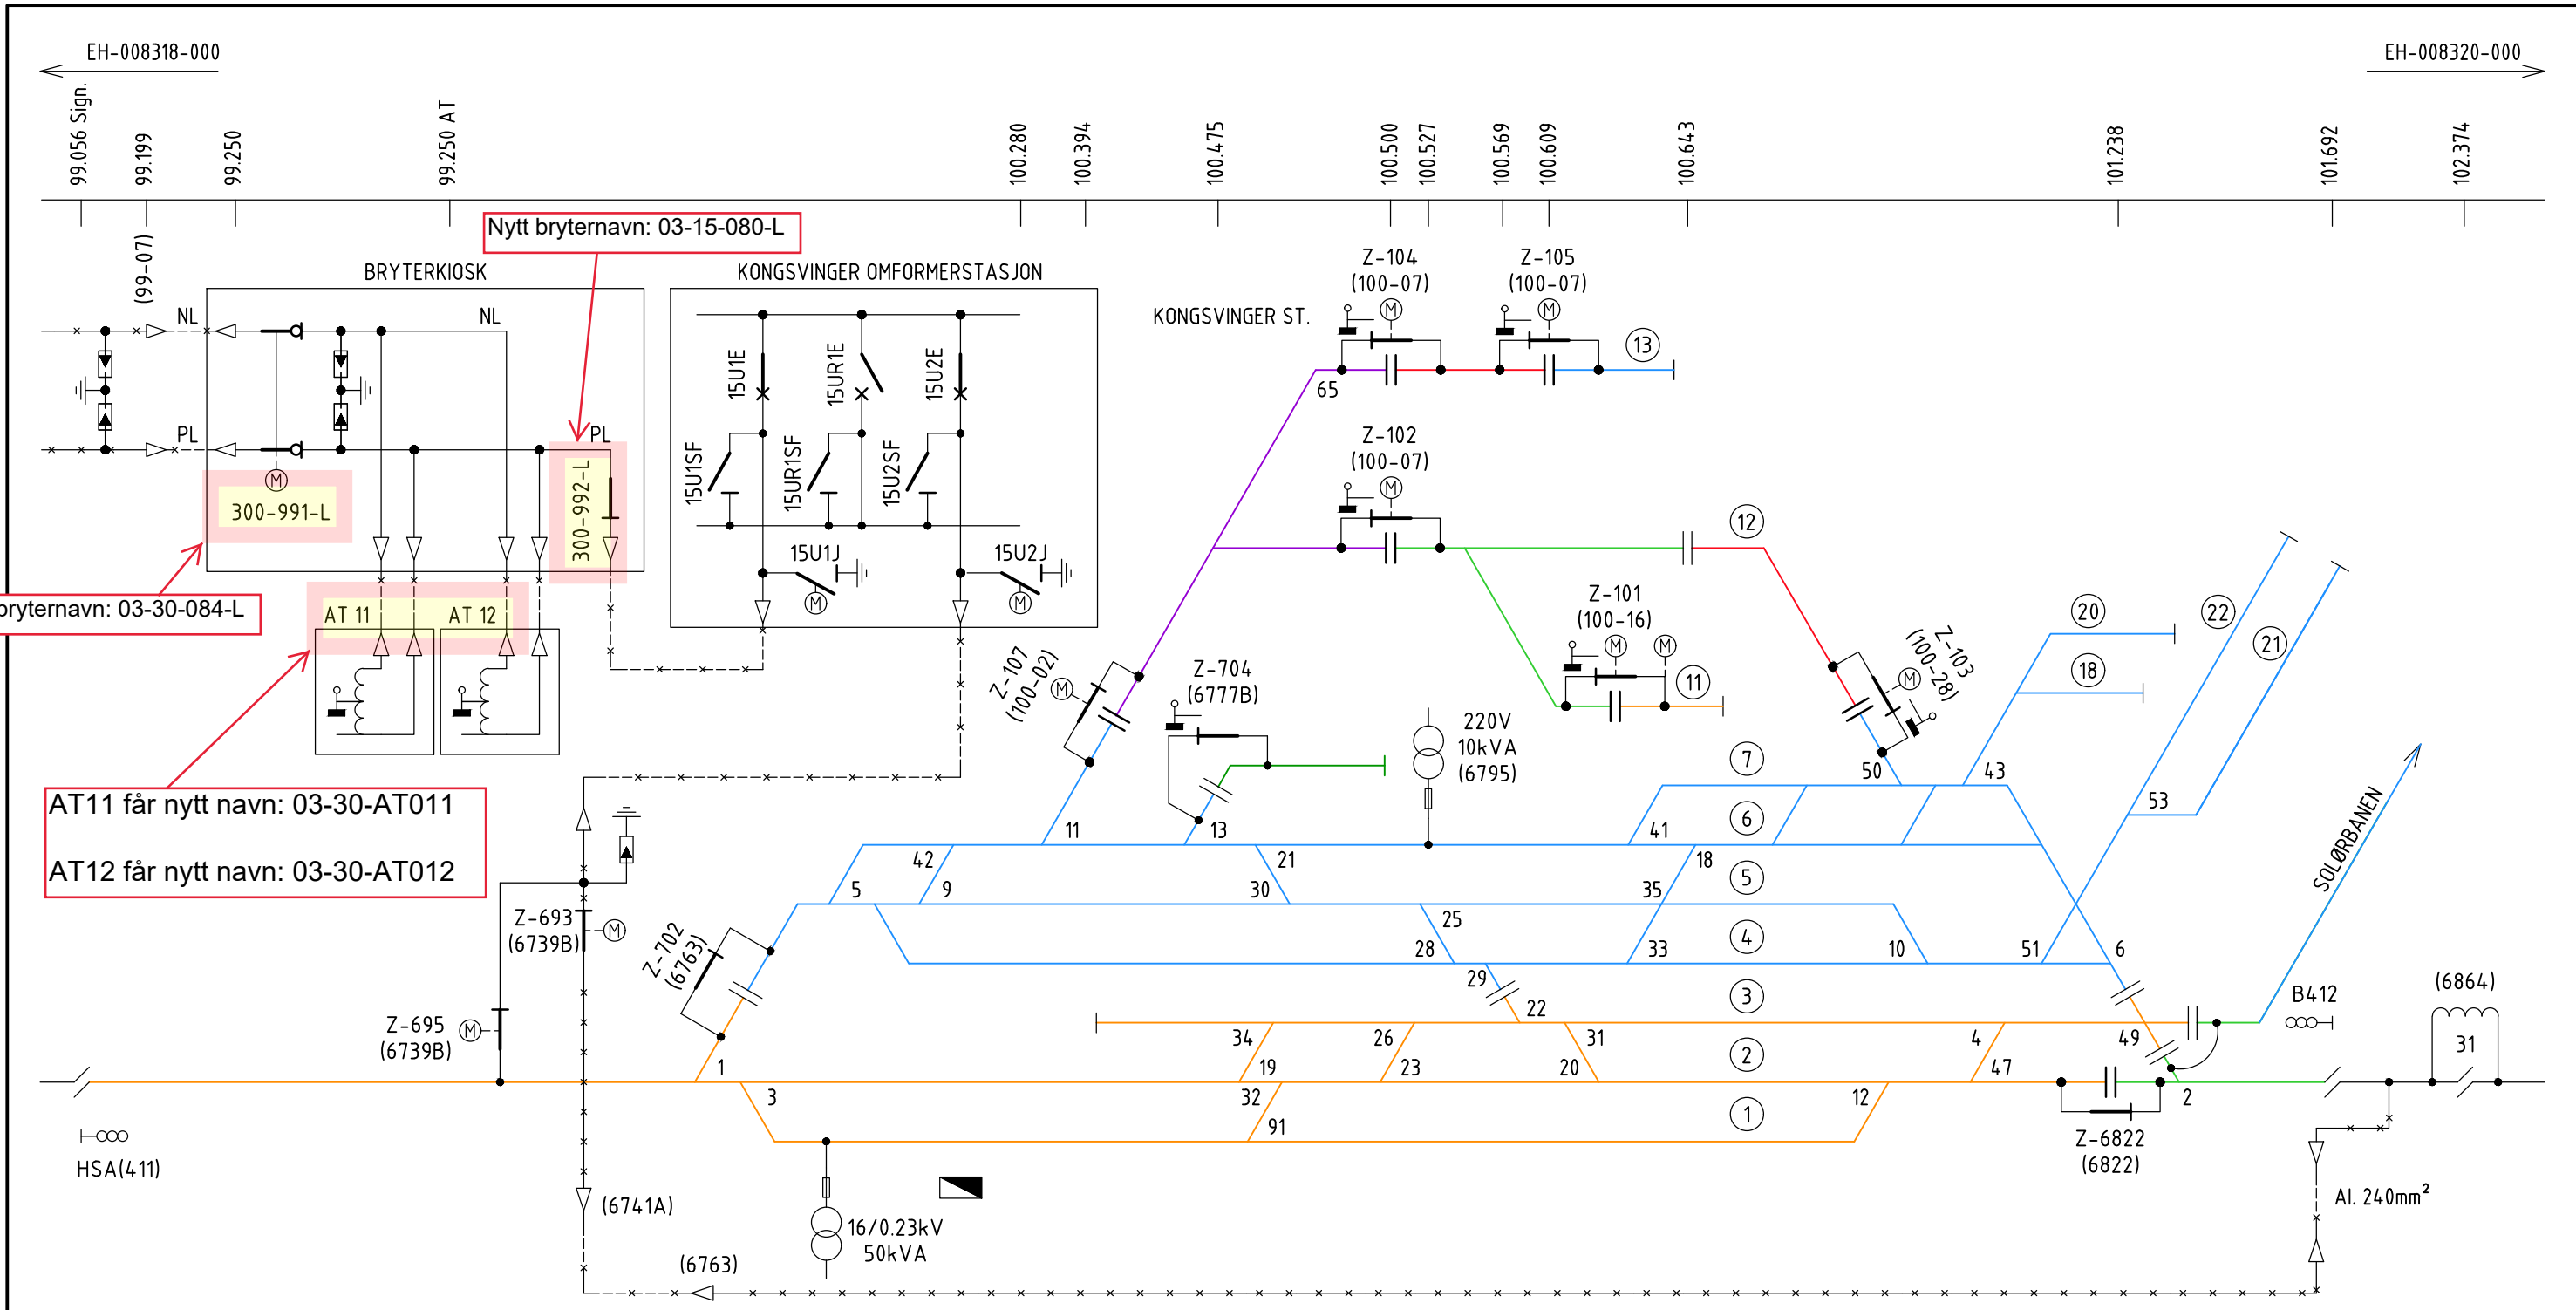 EH-008318-000
EH-008320-000
99.056 Sign.
99.199
99.250
99.250 AT
100.280
100.394
100.475
100.500
100.527
100.569
100.609
100.643
101.238
101.692
102.374
(99-07)
Nytt bryternavn: 03-15-080-L
BRYTERKIOSK
KONGSVINGER OMFORMERSTASJON
KONGSVINGER ST.
Z-104
(100-07)
Z-105
(100-07)
M
M
13
NL
NL
PL
PL
M
300-991-L
300-992-L
15U1E
15UR1E
15U2E
15U1SF
15UR1SF
15U2SF
15U1J
15U2J
M
M
65
Z-102
(100-07)
M
12
bryternavn: 03-30-084-L
AT 11
AT 12
Z-101
(100-16)
M
M
11
Z-107
(100-02)
M
Z-704
(6777B)
Z-103
(100-28)
M
20
18
22
21
220V
10kVA
(6795)
AT11 får nytt navn: 03-30-AT011
AT12 får nytt navn: 03-30-AT012
7
50
43
53
SOLØRBANEN
11
13
41
6
42
21
18
5
9
30
35
5
Z-693
(6739B)
M
Z-702
(6763)
25
28
33
4
10
51
6
29
22
3
B412
(6864)
Z-695
(6739B)
M
34
26
31
4
49
31
1
19
23
20
2
47
3
32
12
2
91
1
Z-6822
(6822)
HSA(411)
(6741A)
16/0.23kV
50kVA
(6763)
Al. 240mm²